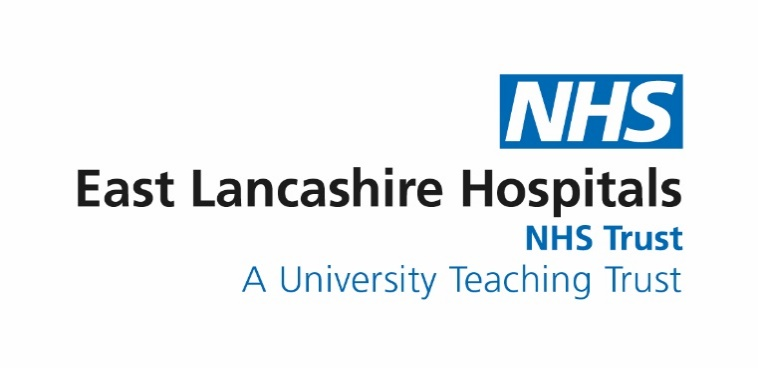 NHS
East Lancashire Hospitals
NHS Trust
A University Teaching Trust